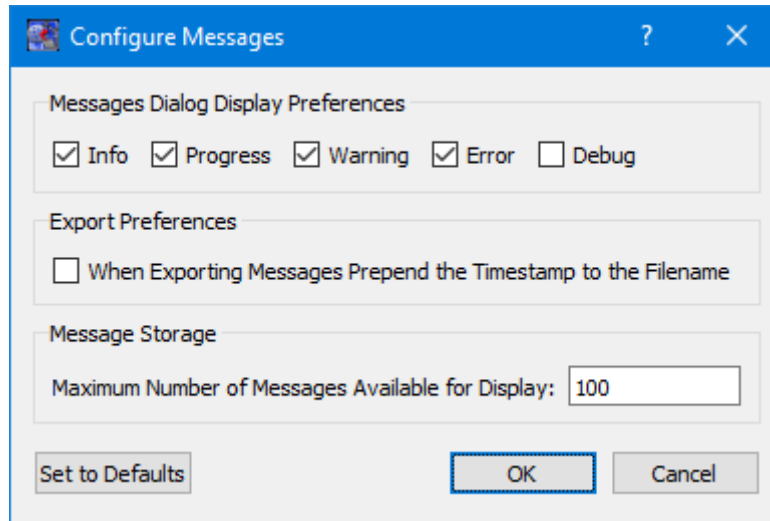 Configure Messages ?
Messages Dialog Display Preferences
Info Progress Warning Error Debug
Export Preferences
When Exporting Messages Prepend the Timestamp to the Filename
Message Storage
Maximum Number of Messages Available for Display: 100
Set to Defaults OK Cancel